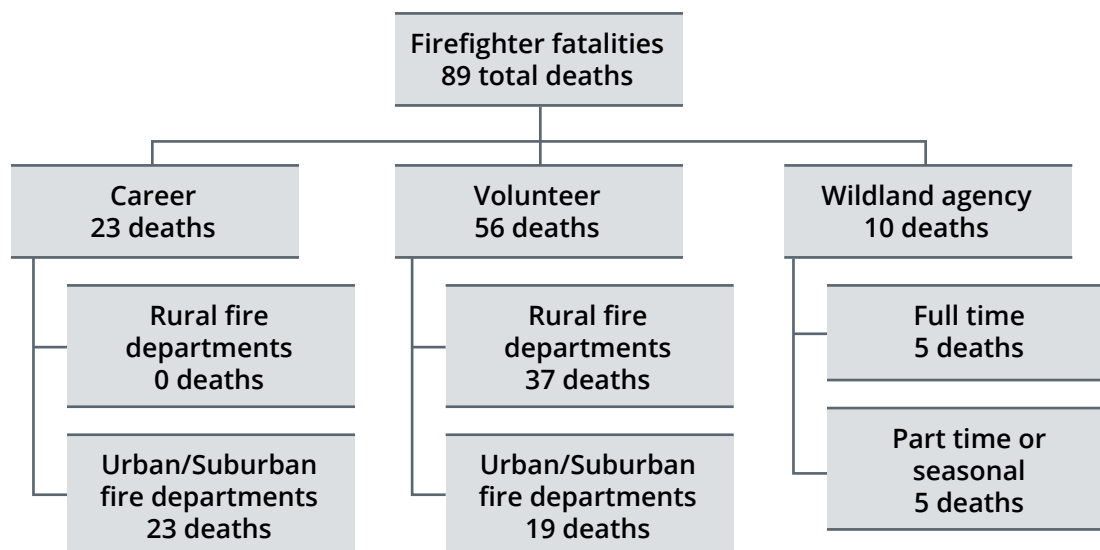 Firefighter fatalities
89 total deaths
Career
23 deaths
Volunteer
56 deaths
Wildland agency
10 deaths
Rural fire
departments
0 deaths
Urban/Suburban
fire departments
23 deaths
Rural fire
departments
37 deaths
Urban/Suburban
fire departments
19 deaths
Full time
5 deaths
Part time or
seasonal
5 deaths